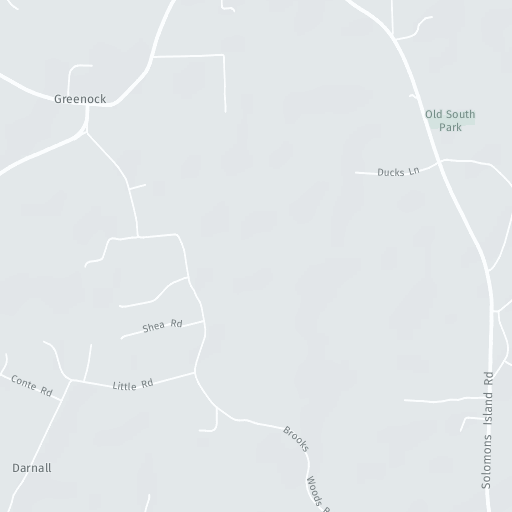 Greenock
Old South
Park
Ducks Ln
Shea Rd
Conte Rd
Little Rd
Solomons Island Rd
Brooks
Woods R
Darnall